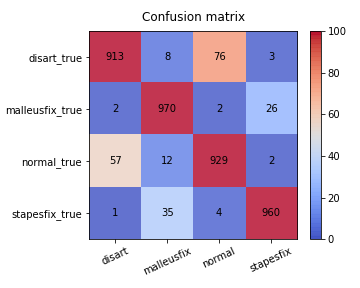 Confusion matrix
disart_true 913 8 76 3
malleusfix_true 2 970 2 26
normal_true 57 12 929 2
stapesfix_true 1 35 4 960
disart malleusfix normal stapesfix
100
80
60
40
20
0